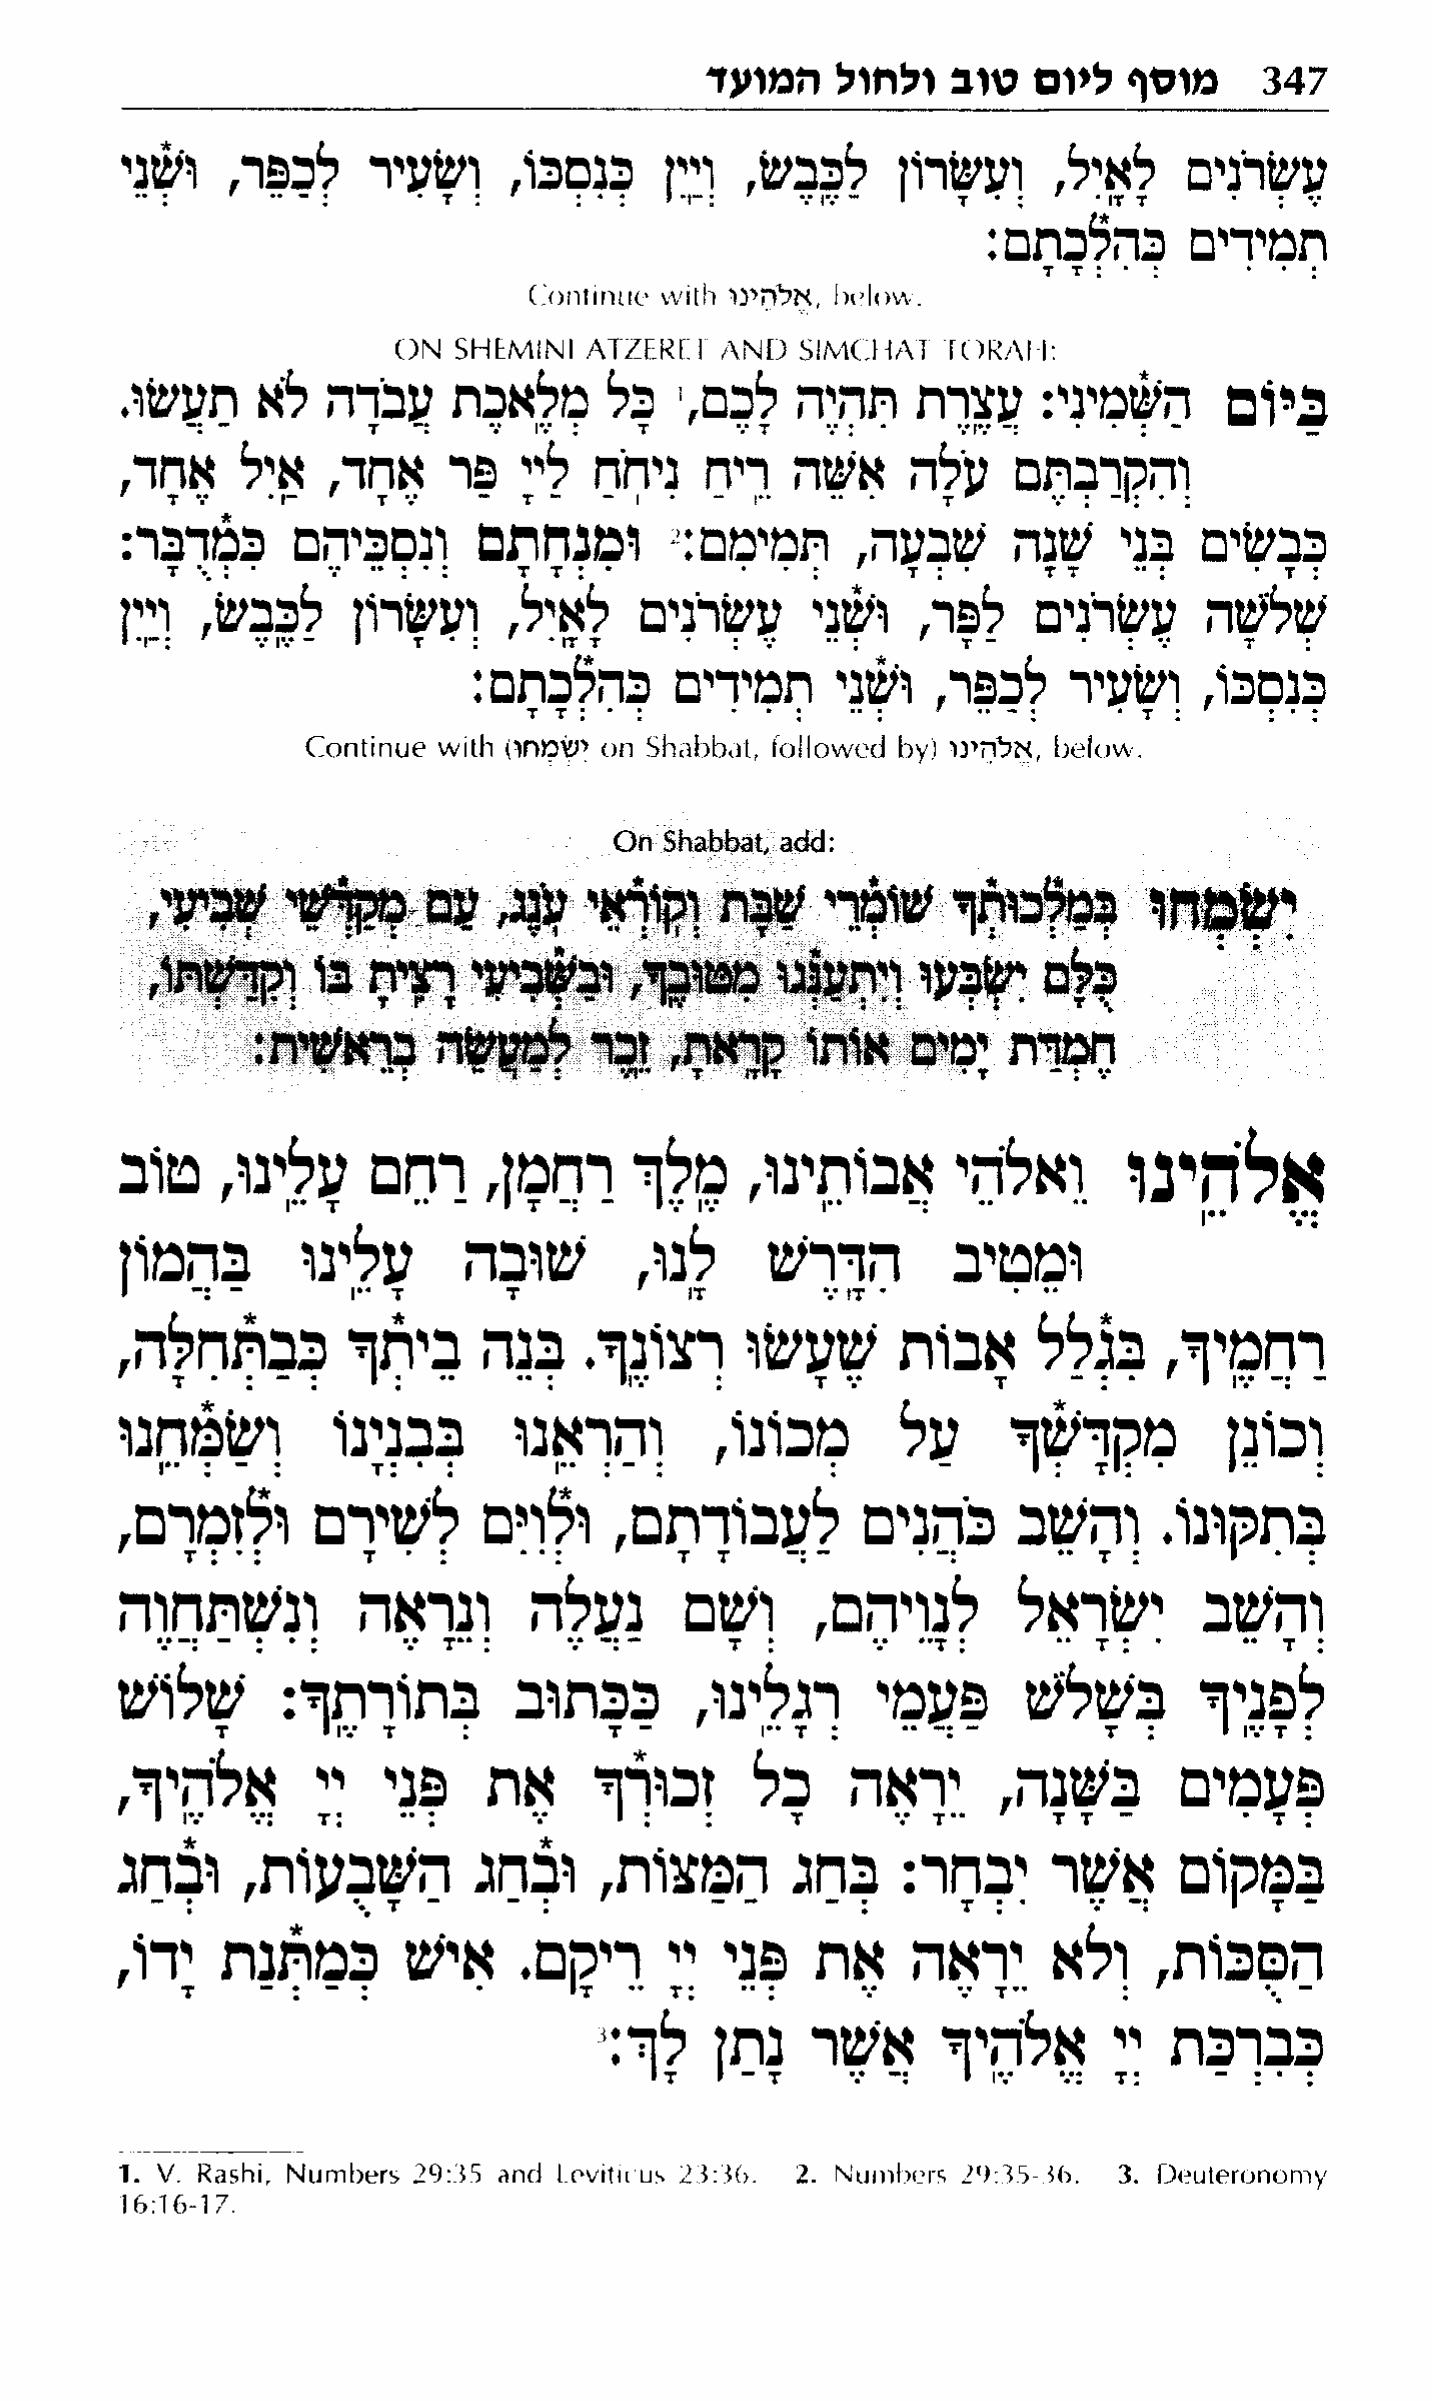 347 מוסף ליום טוב ולחול המועד
עֶשְׂרֹנִים לָאָֽיִל, וְעִשָּׂרוֹן לַכֶּֽבֶשׂ, וְיַֽיִן כְּנִסְכּוֹ, וְשָׂעִיר לְכַפֵּר, וּשְׁ֯נֵי
תְמִידִים כְּהִלְ֯כָתָם:
Continue with אֱלֹהֵינוּ, below.
ON SHEMINI ATZERET AND SIMCHAT TORAH:
בַּיּוֹם הַשְּׁ֯מִינִי: עֲצֶֽרֶת תִּהְיֶה לָכֶם,¹ כָּל מְלֶֽאכֶת עֲבֹדָה לֹא תַעֲשׂוּ.
וְהִקְרַבְתֶּם עֹלָה אִשֵּׁה רֵֽיחַ נִיחֹֽחַ לַיְיָ פַּר אֶחָד, אַֽיִל אֶחָד,
כְּבָשִׂים בְּנֵי שָׁנָה שִׁבְעָה, תְּמִימִם:² וּמִנְחָתָם וְנִסְכֵּיהֶם כִּמְ֯דֻבָּר:
שְׁלֹשָׁה עֶשְׂרֹנִים לַפָּר, וּשְׁ֯נֵי עֶשְׂרֹנִים לָאָֽיִל, וְעִשָּׂרוֹן לַכֶּֽבֶשׂ, וְיַֽיִן
כְּנִסְכּוֹ, וְשָׂעִיר לְכַפֵּר, וּשְׁ֯נֵי תְמִידִים כְּהִלְ֯כָתָם:
Continue with (יִשְׂמְחוּ on Shabbat, followed by) אֱלֹהֵינוּ, below.
On Shabbat, add:
יִשְׂמְחוּ בְמַלְכוּתְ֯ךָ שׁוֹמְ֯רֵי שַׁבָּת וְקוֹרְ֯אֵי עֹֽנֶג, עַם מְקַדְּ֯שֵׁי שְׁבִיעִי,
כֻּלָּם יִשְׂבְּעוּ וְיִתְעַנְּ֯גוּ מִטּוּבֶֽךָ, וּבַשְּׁ֯בִיעִי רָצִֽיתָ בּוֹ וְקִדַּשְׁתּוֹ,
חֶמְדַּת יָמִים אוֹתוֹ קָרָֽאתָ, זֵֽכֶר לְמַעֲשֵׂה בְרֵאשִׁית:
אֱלֹהֵֽינוּ וֵאלֹהֵי אֲבוֹתֵֽינוּ, מֶֽלֶךְ רַחֲמָן, רַחֵם עָלֵֽינוּ, טוֹב
וּמֵטִיב הִדָּֽרֶשׁ לָֽנוּ, שׁוּבָה עָלֵֽינוּ בַּהֲמוֹן
רַחֲמֶֽיךָ, בִּגְ֯לַל אָבוֹת שֶׁעָשׂוּ רְצוֹנֶֽךָ. בְּנֵה בֵיתְ֯ךָ כְּבַתְּ֯חִלָּה,
וְכוֹנֵן מִקְדָּשְׁ֯ךָ עַל מְכוֹנוֹ, וְהַרְאֵֽנוּ בְּבִנְיָנוֹ וְשַׂמְּ֯חֵֽנוּ
בְּתִקּוּנוֹ. וְהָשֵׁב כֹּהֲנִים לַעֲבוֹדָתָם, וּלְ֯וִיִּם לְשִׁירָם וּלְ֯זִמְרָם,
וְהָשֵׁב יִשְׂרָאֵל לִנְוֵיהֶם, וְשָׁם נַעֲלֶה וְנֵרָאֶה וְנִשְׁתַּחֲוֶה
לְפָנֶֽיךָ בְּשָׁלֹשׁ פַּעֲמֵי רְגָלֵֽינוּ, כַּכָּתוּב בְּתוֹרָתֶֽךָ: שָׁלוֹשׁ
פְּעָמִים בַּשָּׁנָה, יֵרָאֶה כָל זְכוּרְ֯ךָ אֶת פְּנֵי יְיָ אֱלֹהֶֽיךָ,
בַּמָּקוֹם אֲשֶׁר יִבְחָר: בְּחַג הַמַּצּוֹת, וּבְ֯חַג הַשָּׁבֻעוֹת, וּבְ֯חַג
הַסֻּכּוֹת, וְלֹא יֵרָאֶה אֶת פְּנֵי יְיָ רֵיקָם. אִישׁ כְּמַתְּ֯נַת יָדוֹ,
כְּבִרְכַּת יְיָ אֱלֹהֶֽיךָ אֲשֶׁר נָתַן לָךְ:³
1. V. Rashi, Numbers 29:35 and Leviticus 23:36. 2. Numbers 29:35-36. 3. Deuteronomy
16:16-17.